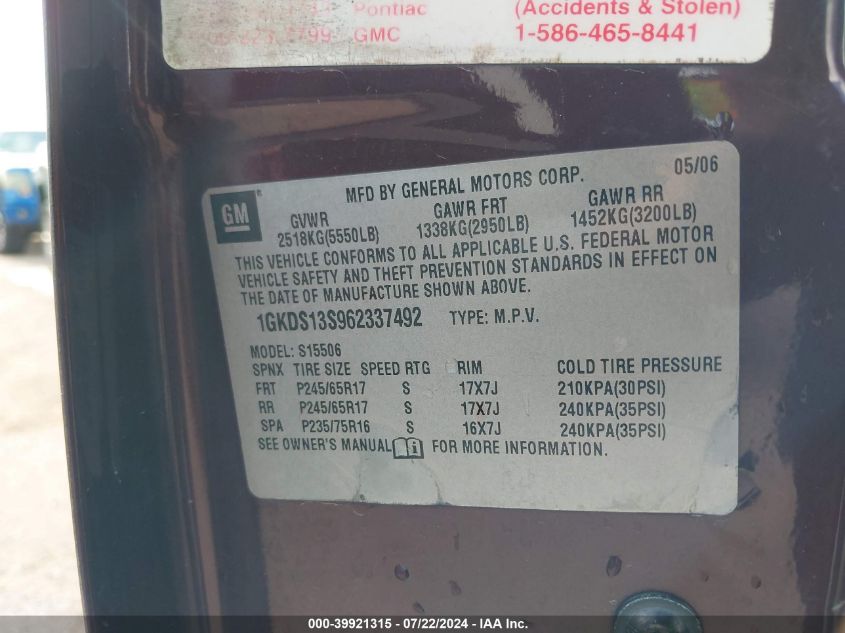 Pontiac (Accidents & Stolen)
GMC 1-586-465-8441
05/06
MFD BY GENERAL MOTORS CORP.
GM®
GVWR GAWR FRT GAWR RR
2518KG(5550LB) 1338KG(2950LB) 1452KG(3200LB)
THIS VEHICLE CONFORMS TO ALL APPLICABLE U.S. FEDERAL MOTOR
VEHICLE SAFETY AND THEFT PREVENTION STANDARDS IN EFFECT ON
THE DATE OF MANUFACTURE SHOWN ABOVE.
1GKDS13S962337492 TYPE: M.P.V.
MODEL: S15506
SPNX TIRE SIZE SPEED RTG RIM COLD TIRE PRESSURE
FRT P245/65R17 S 17X7J 210KPA(30PSI)
RR P245/65R17 S 17X7J 240KPA(35PSI)
SPA P235/75R16 S 16X7J 240KPA(35PSI)
SEE OWNER'S MANUAL i FOR MORE INFORMATION.
000-39921315 - 07/22/2024 - IAA Inc.